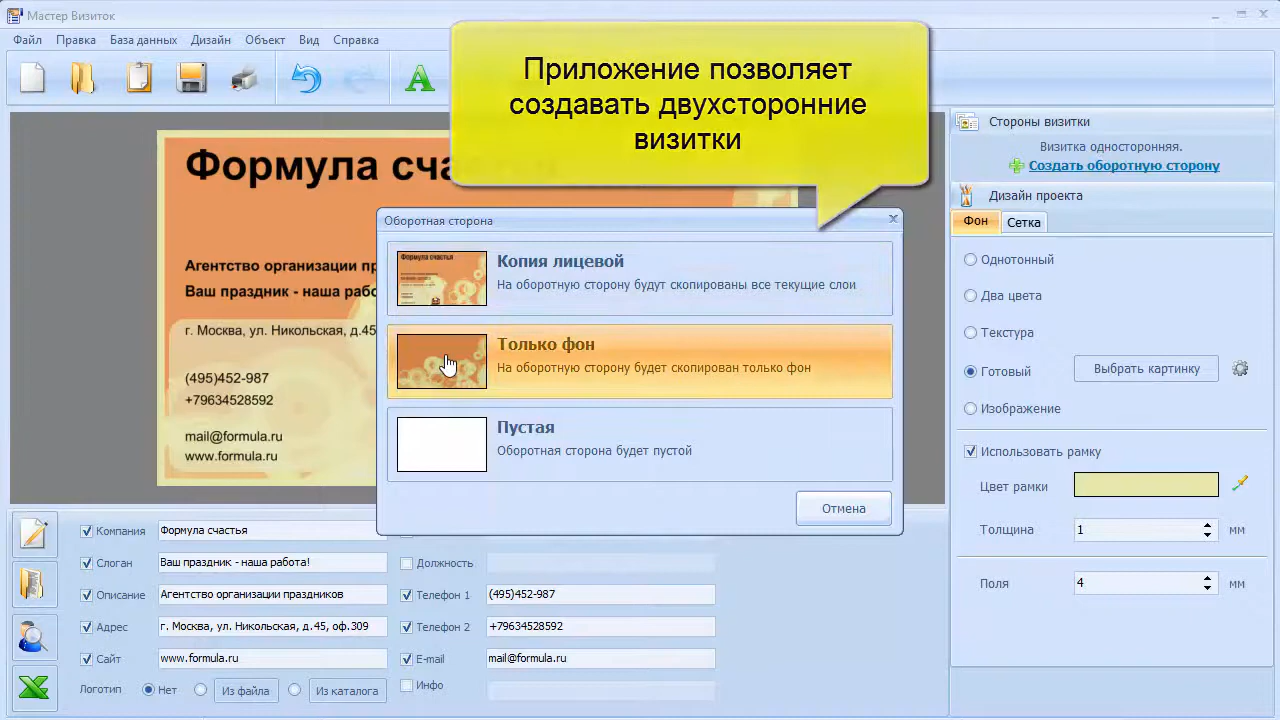 Мастер Визиток
Файл Правка База данных Дизайн Объект Вид Справка
Приложение позволяет
создавать двухсторонние
визитки
Формула сча
Агентство организации пр
Ваш праздник - наша рабо
г. Москва, ул. Никольская, д.45
(495)452-987
+79634528592
mail@formula.ru
www.formula.ru
Оборотная сторона
Копия лицевой
На оборотную сторону будут скопированы все текущие слои
Только фон
На оборотную сторону будет скопирован только фон
Пустая
Оборотная сторона будет пустой
Отмена
Стороны визитки
Визитка односторонняя.
Создать оборотную сторону
Дизайн проекта
Фон Сетка
Однотонный
Два цвета
Текстура
Готовый Выбрать картинку
Изображение
Использовать рамку
Цвет рамки
Толщина 1 мм
Поля 4 мм
Компания Формула счастья
Слоган Ваш праздник - наша работа! Должность
Описание Агентство организации праздников Телефон 1 (495)452-987
Адрес г. Москва, ул. Никольская, д.45, оф.309 Телефон 2 +79634528592
Сайт www.formula.ru E-mail mail@formula.ru
Логотип Нет Из файла Из каталога Инфо